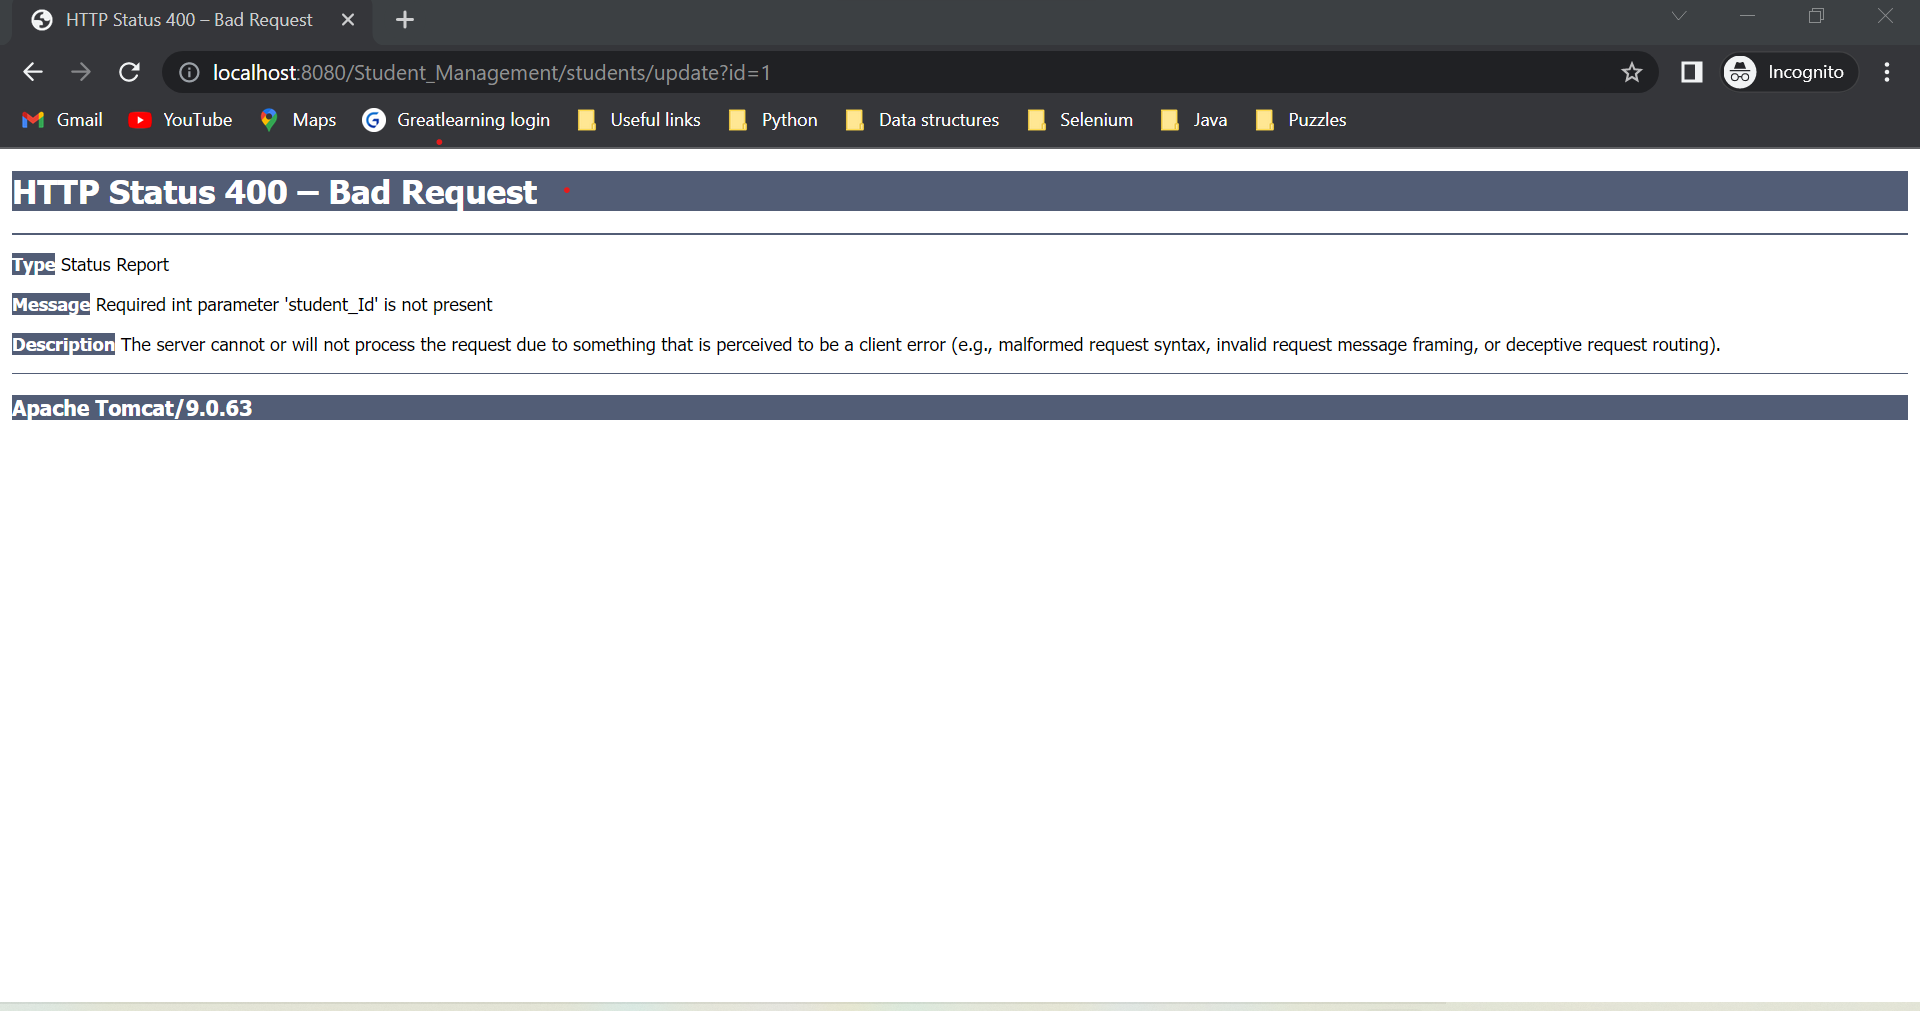 HTTP Status 400 – Bad Request
localhost:8080/Student_Management/students/update?id=1
Incognito
Gmail YouTube Maps Greatlearning login Useful links Python Data structures Selenium Java Puzzles
HTTP Status 400 – Bad Request
Type Status Report
Message Required int parameter 'student_Id' is not present
Description The server cannot or will not process the request due to something that is perceived to be a client error (e.g., malformed request syntax, invalid request message framing, or deceptive request routing).
Apache Tomcat/9.0.63